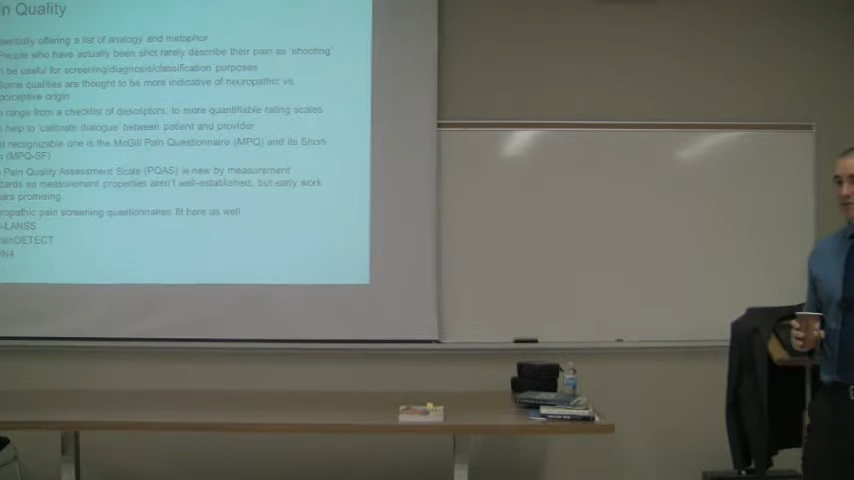 n Quality
sentially offering a list of analogy and metaphor
People who have actually been shot rarely describe their pain as 'shooting'
n be useful for screening/diagnosis/classification purposes
Some qualities are thought to be more indicative of neuropathic vs.
ociceptive origin
n range from a checklist of descriptors, to more quantifiable rating scales
n help to 'calibrate dialogue' between patient and provider
t recognizable one is the McGill Pain Questionnaire (MPQ) and its Short-
n (MPQ-SF)
Pain Quality Assessment Scale (PQAS) is new by measurement
dards so measurement properties aren't well-established, but early work
ears promising
ropathic pain screening questionnaires fit here as well
-LANSS
ainDETECT
DN4